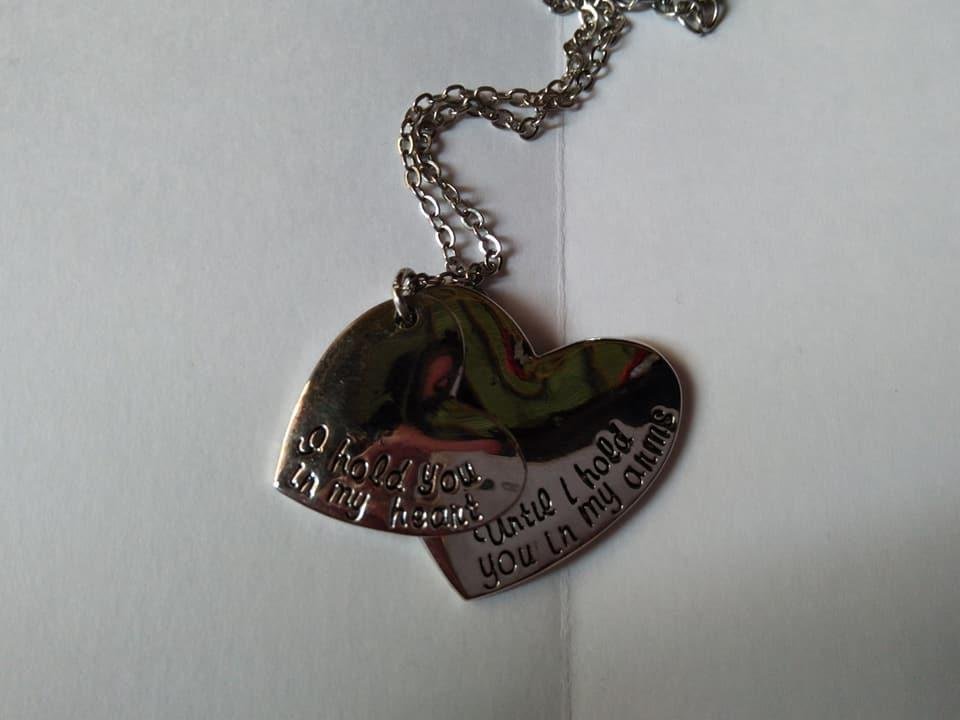 I hold you
in my heart
Until I hold
you in my arms